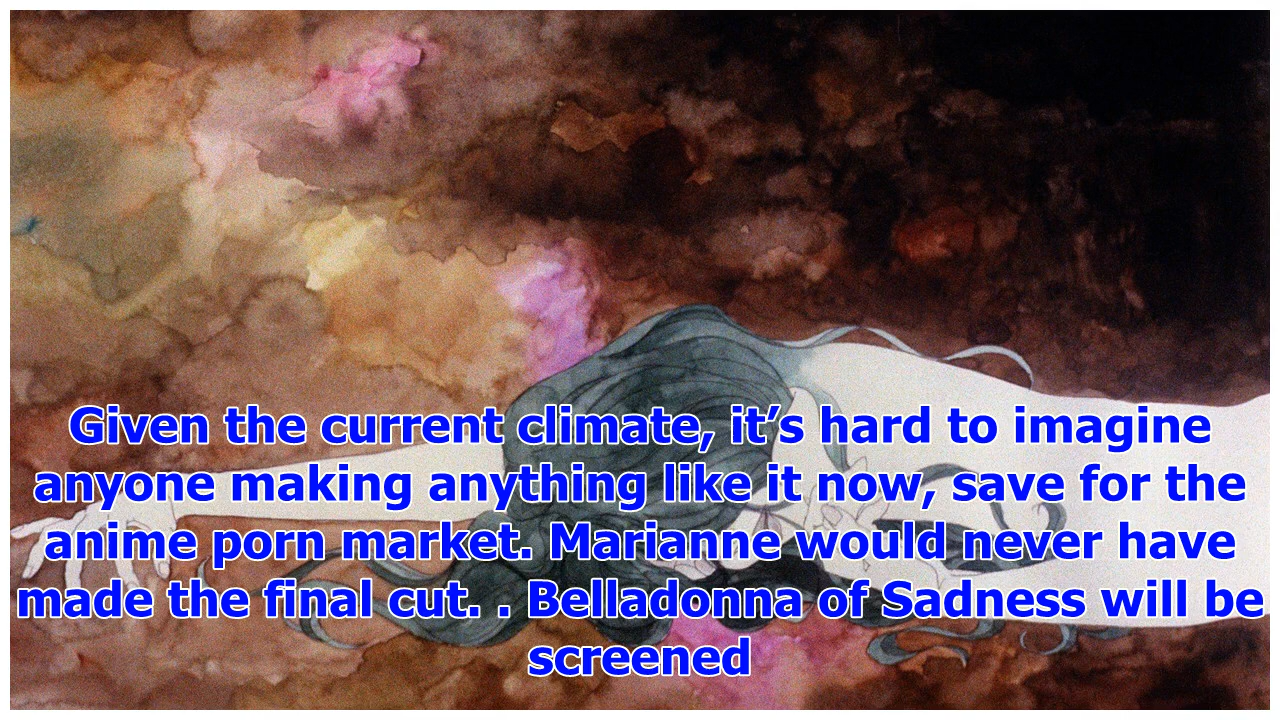 Given the current climate, it’s hard to imagine
anyone making anything like it now, save for the
anime porn market. Marianne would never have
made the final cut. . Belladonna of Sadness will be
screened